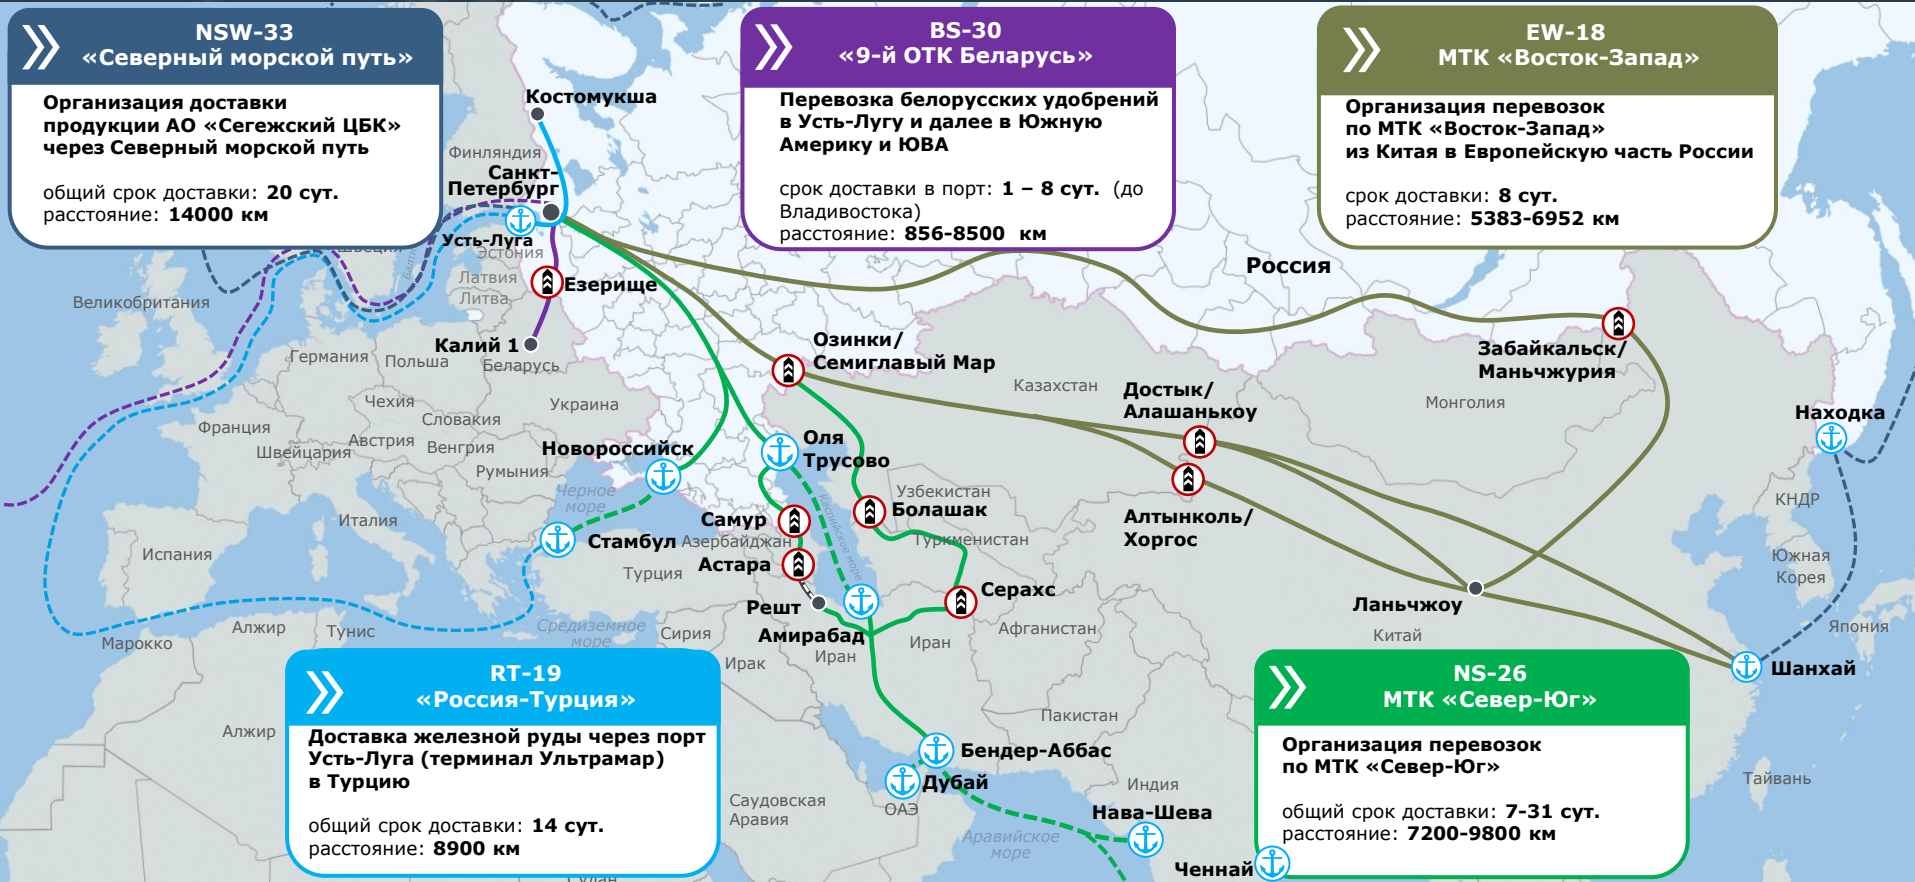 NSW-33
«Северный морской путь»
Организация доставки
продукции АО «Сегежский ЦБК»
через Северный морской путь
общий срок доставки: 20 сут.
расстояние: 14000 км
BS-30
«9-й ОТК Беларусь»
Перевозка белорусских удобрений
в Усть-Лугу и далее в Южную
Америку и ЮВА
срок доставки в порт: 1 – 8 сут. (до
Владивостока)
расстояние: 856-8500 км
EW-18
МТК «Восток-Запад»
Организация перевозок
по МТК «Восток-Запад»
из Китая в Европейскую часть России
срок доставки: 8 сут.
расстояние: 5383-6952 км
Костомукша
Финляндия
Санкт-
Петербург
Усть-Луга
Швеция
Эстония
Латвия
Литва
Езерище
Россия
Великобритания
Калий 1
Германия
Польша
Беларусь
Озинки/
Семиглавый Мар
Забайкальск/
Маньчжурия
Казахстан
Достык/
Алашанькоу
Монголия
Находка
Чехия
Украина
Словакия
Франция
Австрия
Швейцария
Венгрия
Румыния
Новороссийск
Оля
Трусово
Узбекистан
Болашак
Черное
море
Каспийское море
КНДР
Италия
Самур
Алтынколь/
Хоргос
Испания
Стамбул
Азербайджан
Туркменистан
Астара
Турция
Южная
Корея
Серахс
Решт
Ланьчжоу
Марокко
Алжир
Тунис
Средиземное
море
Сирия
Амирабад
Иран
Иран
Афганистан
Китай
Япония
Ирак
Шанхай
RT-19
«Россия-Турция»
Доставка железной руды через порт
Усть-Луга (терминал Ультрамар)
в Турцию
общий срок доставки: 14 сут.
расстояние: 8900 км
NS-26
МТК «Север-Юг»
Организация перевозок
по МТК «Север-Юг»
общий срок доставки: 7-31 сут.
расстояние: 7200-9800 км
Алжир
Пакистан
Бендер-Аббас
Дубай
ОАЭ
Индия
Тайвань
Саудовская
Аравия
Нава-Шева
Аравийское
море
Ченнай
Судан